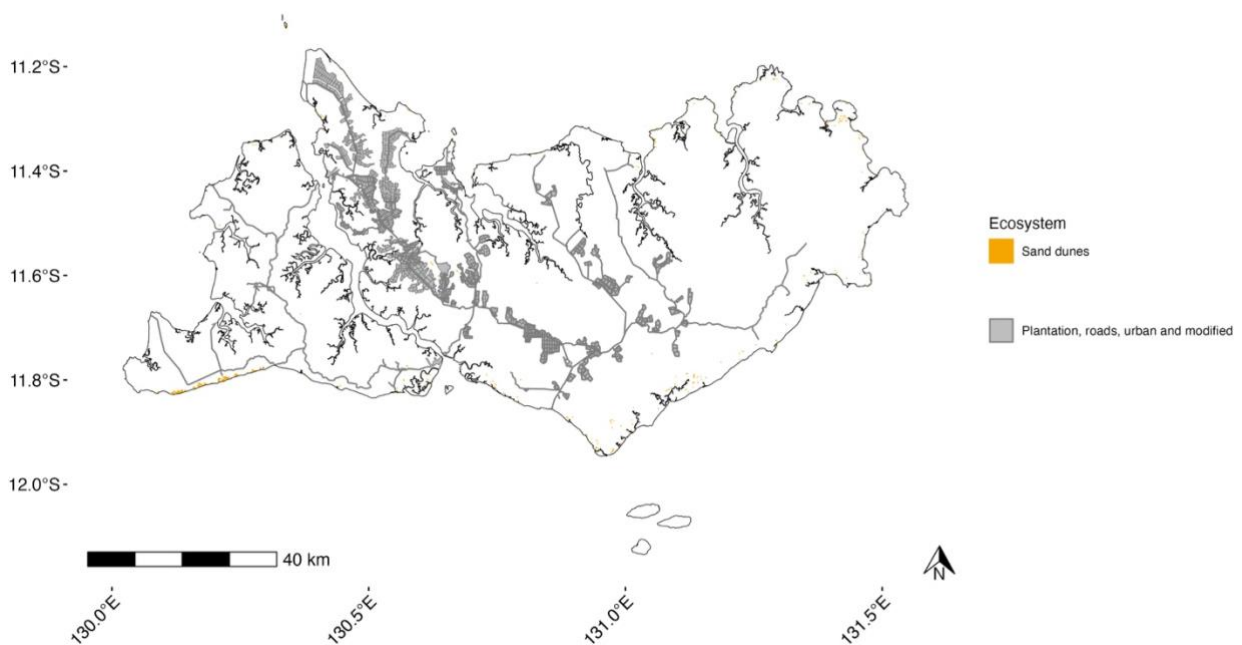 11.2°S
11.4°S
11.6°S
11.8°S
12.0°S
Ecosystem
Sand dunes
Plantation, roads, urban and modified
40 km
N
130.0°E
130.5°E
131.0°E
131.5°E